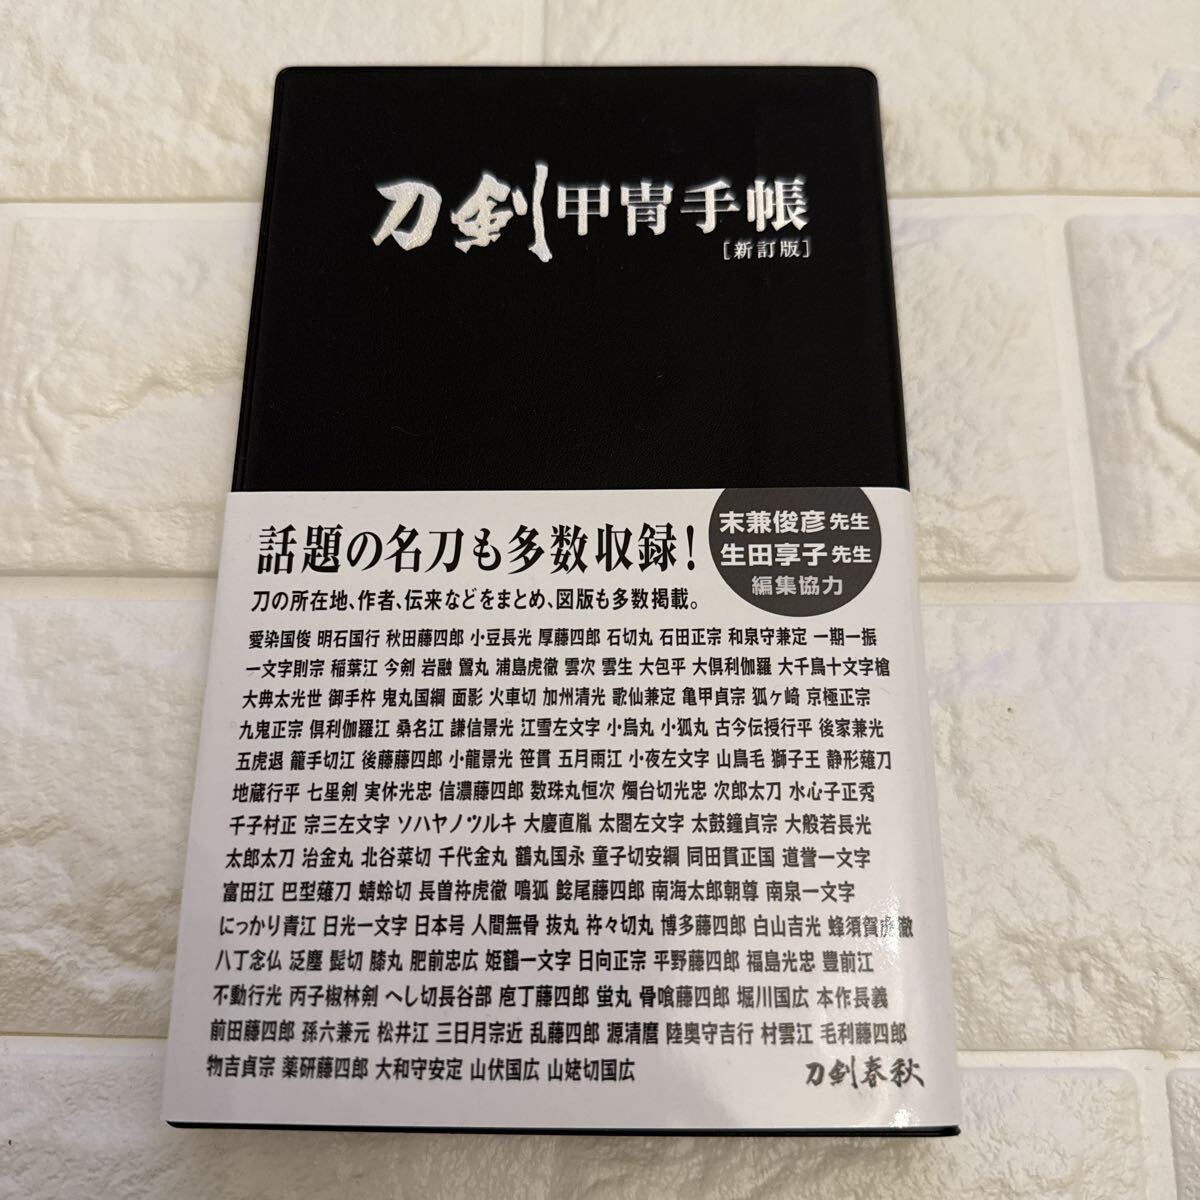 刀剣甲冑手帳
［新訂版］
末兼俊彦先生
生田享子先生
編集協力
話題の名刀も多数収録！
刀の所在地、作者、伝来などをまとめ、図版も多数掲載。
愛染国俊 明石国行 秋田藤四郎 小豆長光 厚藤四郎 石切丸 石田正宗 和泉守兼定 一期一振
一文字則宗 稲葉江 今剣 岩融 鶯丸 浦島虎徹 雲次 雲生 大包平 大倶利伽羅 大千鳥十文字槍
大典太光世 御手杵 鬼丸国綱 面影 火車切 加州清光 歌仙兼定 亀甲貞宗 狐ヶ﨑 京極正宗
九鬼正宗 倶利伽羅江 桑名江 謙信景光 江雪左文字 小烏丸 小狐丸 古今伝授行平 後家兼光
五虎退 籠手切江 後藤藤四郎 小龍景光 笹貫 五月雨江 小夜左文字 山鳥毛 獅子王 静形薙刀
地蔵行平 七星剣 実休光忠 信濃藤四郎 数珠丸恒次 燭台切光忠 次郎太刀 水心子正秀
千子村正 宗三左文字 ソハヤノツルキ 大慶直胤 太閤左文字 太鼓鐘貞宗 大般若長光
太郎太刀 治金丸 北谷菜切 千代金丸 鶴丸国永 童子切安綱 同田貫正国 道誉一文字
富田江 巴型薙刀 蜻蛉切 長曽祢虎徹 鳴狐 鯰尾藤四郎 南海太郎朝尊 南泉一文字
にっかり青江 日光一文字 日本号 人間無骨 抜丸 祢々切丸 博多藤四郎 白山吉光 蜂須賀虎徹
八丁念仏 泛塵 髭切 膝丸 肥前忠広 姫鶴一文字 日向正宗 平野藤四郎 福島光忠 豊前江
不動行光 丙子椒林剣 へし切長谷部 庖丁藤四郎 蛍丸 骨喰藤四郎 堀川国広 本作長義
前田藤四郎 孫六兼元 松井江 三日月宗近 乱藤四郎 源清麿 陸奥守吉行 村雲江 毛利藤四郎
物吉貞宗 薬研藤四郎 大和守安定 山伏国広 山姥切国広
刀剣春秋